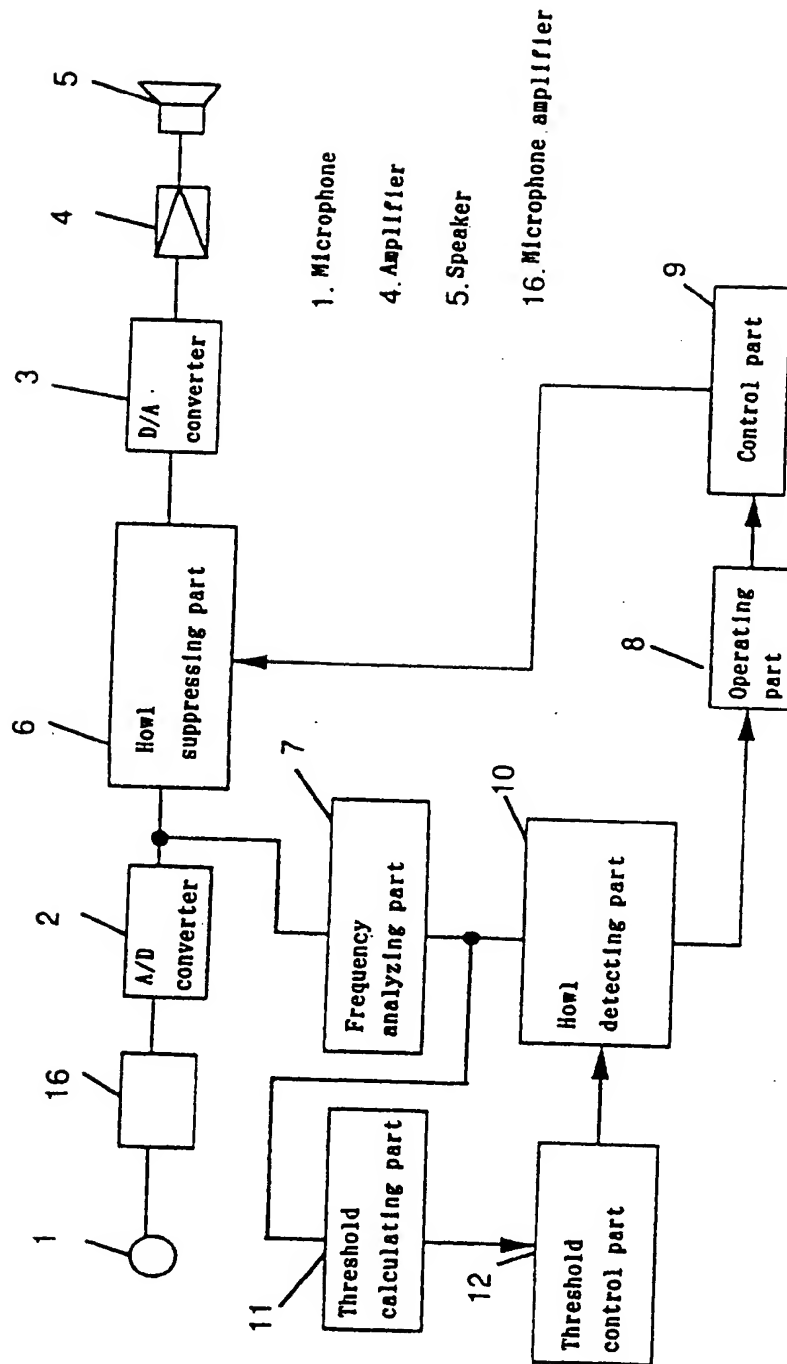 1
16
2
A/D
converter
6
Howl
suppressing part
3
D/A
converter
4
5
7
Frequency
analyzing part
11
Threshold
calculating part
12
Threshold
control part
10
Howl
detecting part
8
Operating
part
9
Control part
1. Microphone
4. Amplifier
5. Speaker
16. Microphone amplifier